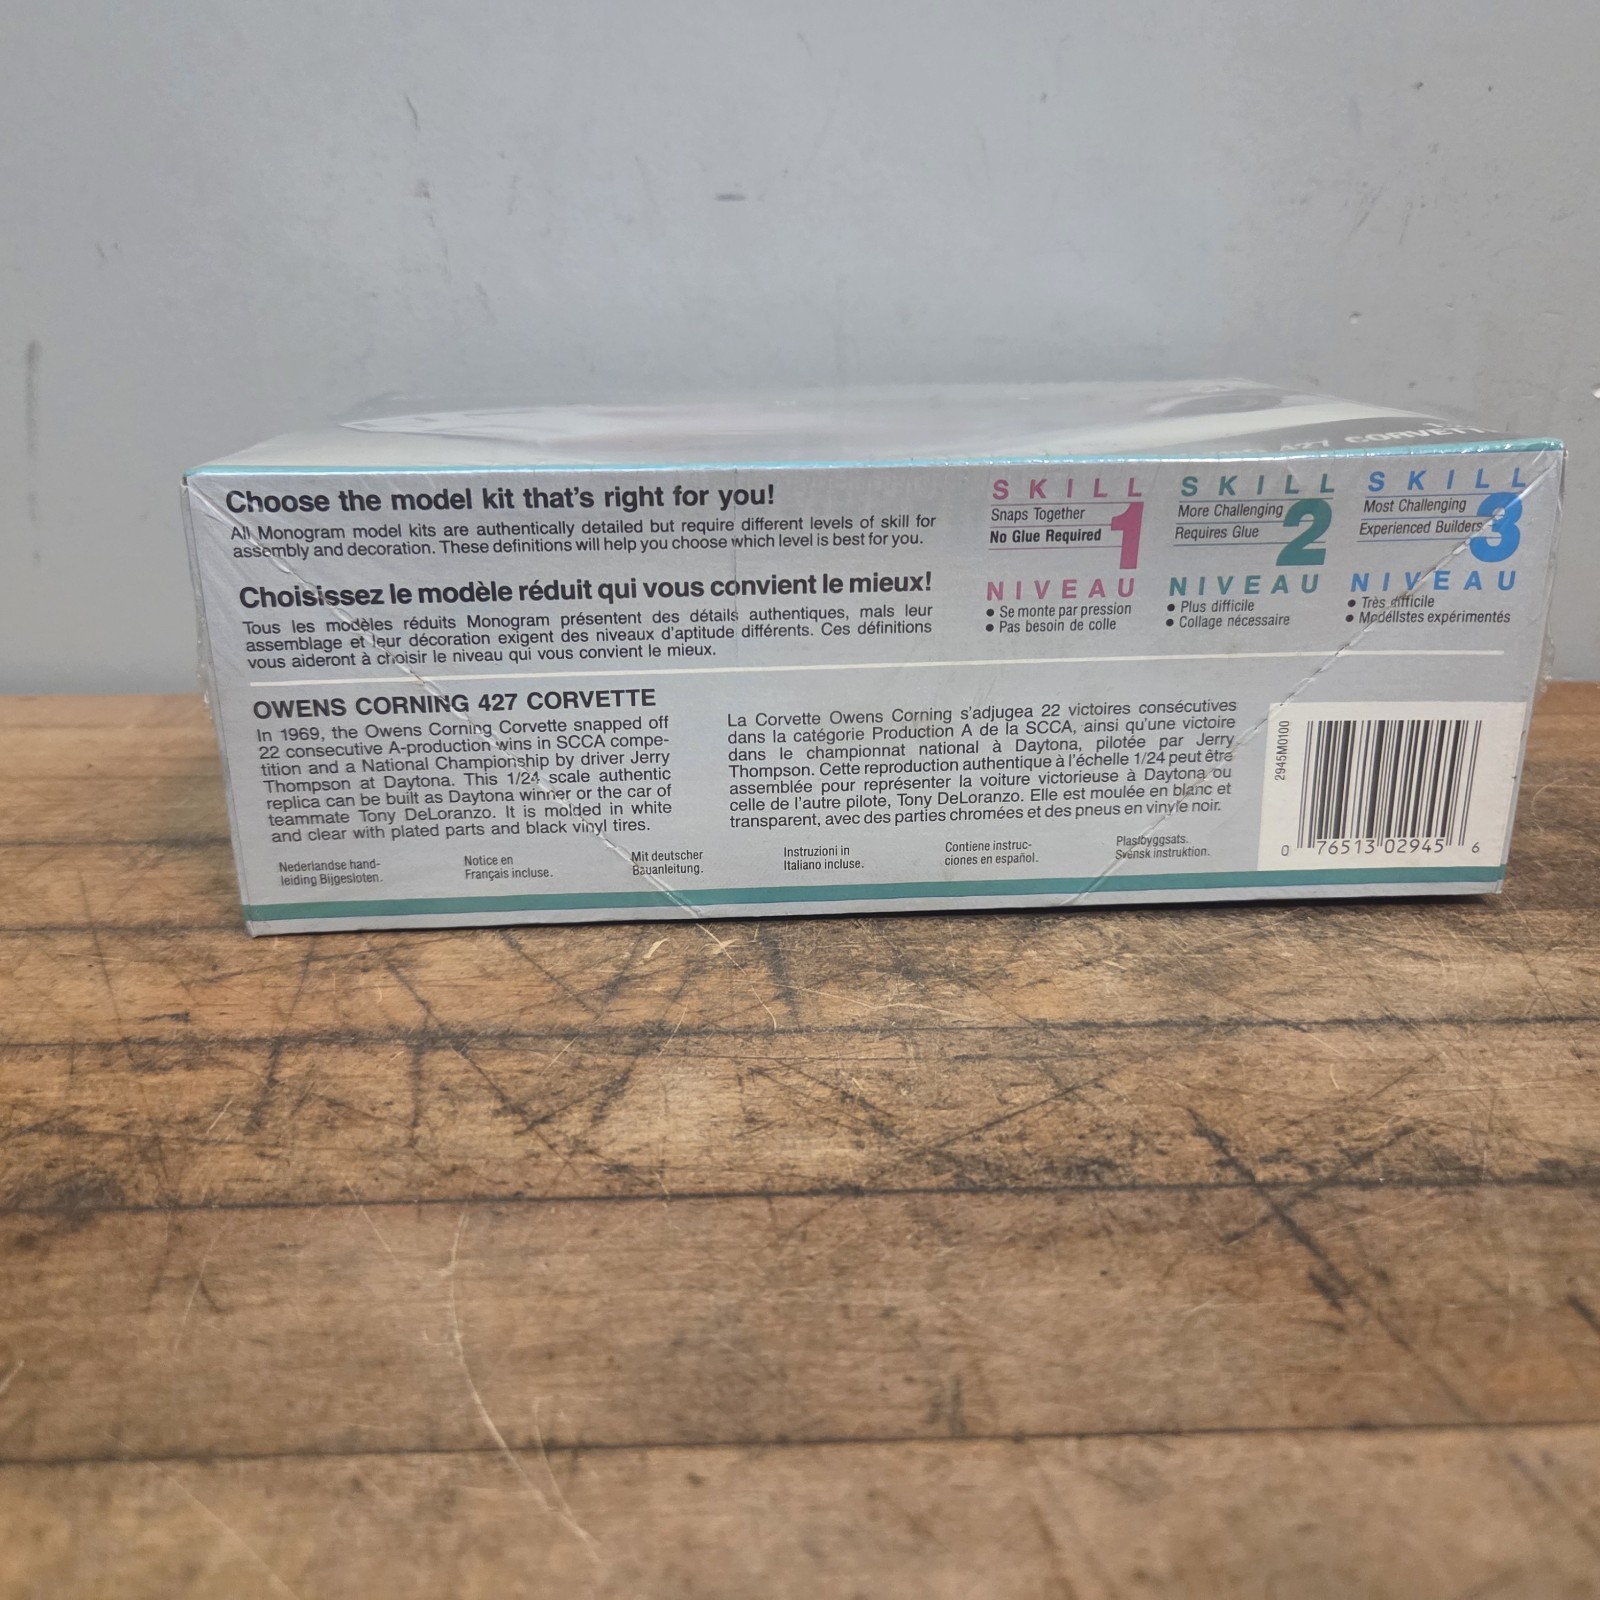 427 CORVETTE
Choose the model kit that's right for you!
All Monogram model kits are authentically detailed but require different levels of skill for
assembly and decoration. These definitions will help you choose which level is best for you.
Choisissez le modèle réduit qui vous convient le mieux!
Tous les modèles réduits Monogram présentent des détails authentiques, mais leur
assemblage et leur décoration exigent des niveaux d'aptitude différents. Ces définitions
vous aideront à choisir le niveau qui vous convient le mieux.
SKILL
Snaps Together
No Glue Required
1
NIVEAU
• Se monte par pression
• Pas besoin de colle
SKILL
More Challenging
Requires Glue
2
NIVEAU
• Plus difficile
• Collage nécessaire
SKILL
Most Challenging
Experienced Builders
3
NIVEAU
• Très difficile
• Modélistes expérimentés
OWENS CORNING 427 CORVETTE
In 1969, the Owens Corning Corvette snapped off
22 consecutive A-production wins in SCCA compe-
tition and a National Championship by driver Jerry
Thompson at Daytona. This 1/24 scale authentic
replica can be built as Daytona winner or the car of
teammate Tony DeLoranzo. It is molded in white
and clear with plated parts and black vinyl tires.
La Corvette Owens Corning s'adjugea 22 victoires consécutives
dans la catégorie Production A de la SCCA, ainsi qu'une victoire
dans le championnat national à Daytona, pilotée par Jerry
Thompson. Cette reproduction authentique à l'échelle 1/24 peut être
assemblée pour représenter la voiture victorieuse à Daytona ou
celle de l'autre pilote, Tony DeLoranzo. Elle est moulée en blanc et
transparent, avec des parties chromées et des pneus en vinyle noir.
2945M0100
0 76513 02945 6
Nederlandse hand-
leiding Bijgesloten.
Notice en
Français incluse.
Mit deutscher
Bauanleitung.
Instruzioni in
Italiano incluse.
Contiene instruc-
ciones en español.
Plastbyggsats.
Svensk instruktion.